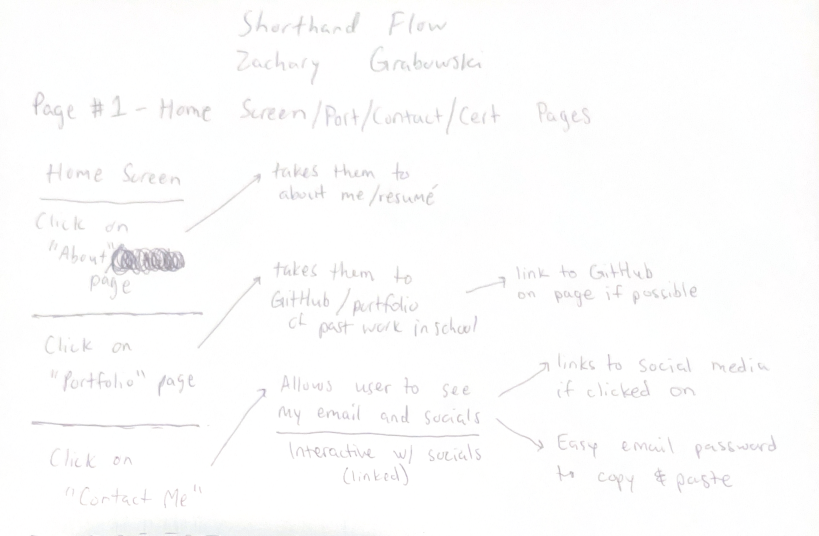 Shorthand Flow
Zachary Grabowski
Page #1 - Home Screen/Port/Contact/Cert Pages
Home Screen
Click on
"About"
page
takes them to
about me/resumé
Click on
"Portfolio" page
takes them to
GitHub/portfolio
of past work in school
link to GitHub
on page if possible
Click on
"Contact Me"
Allows user to see
my email and socials
Interactive w/ socials
(linked)
links to social media
if clicked on
Easy email password
to copy & paste